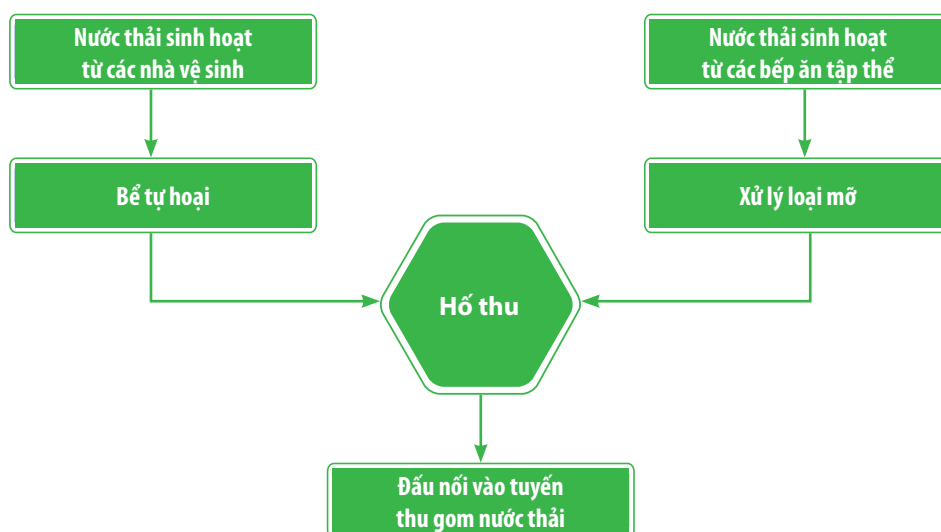 Nước thải sinh hoạt
từ các nhà vệ sinh
Nước thải sinh hoạt
từ các bếp ăn tập thể
Bể tự hoại
Xử lý loại mỡ
Hố thu
Đấu nối vào tuyến
thu gom nước thải